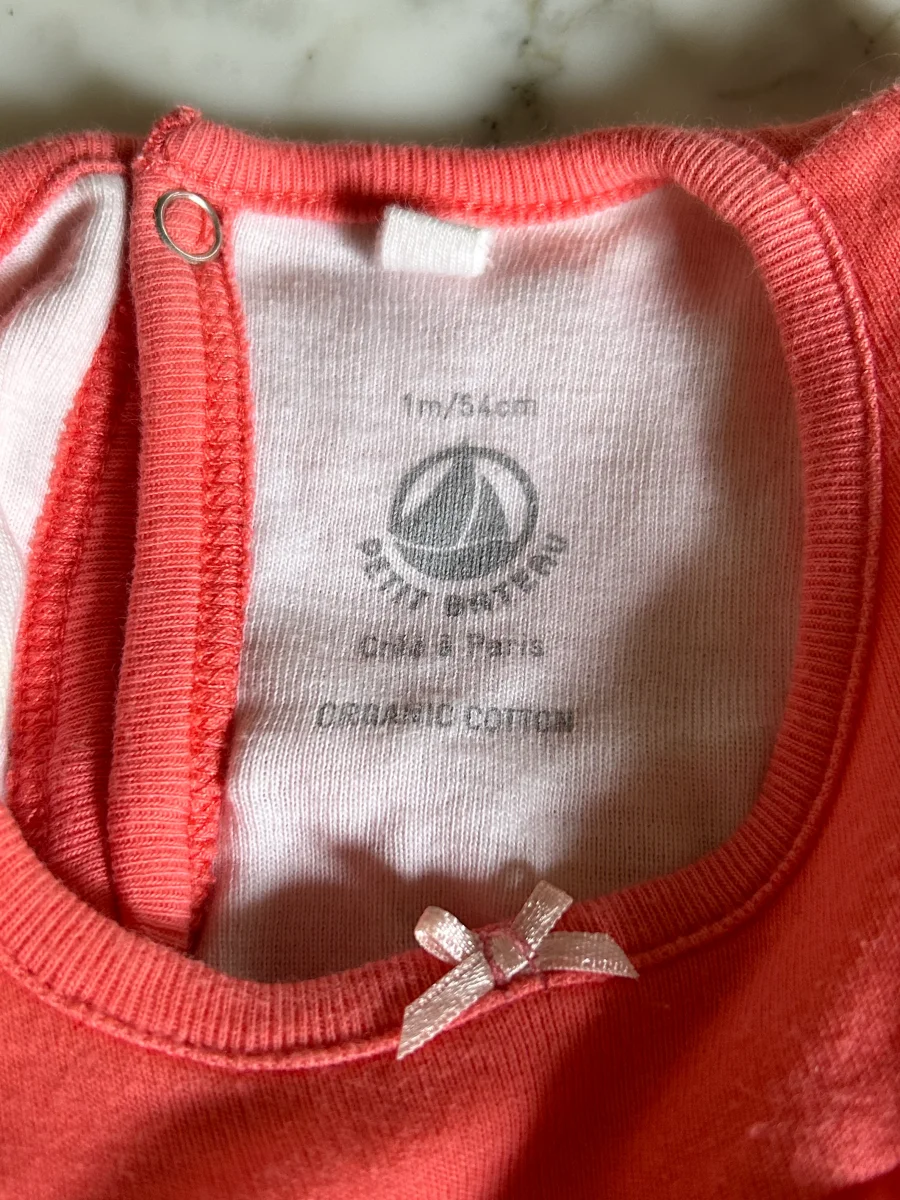 1m/54cm
PETIT BATEAU
Créé à Paris
ORGANIC COTTON